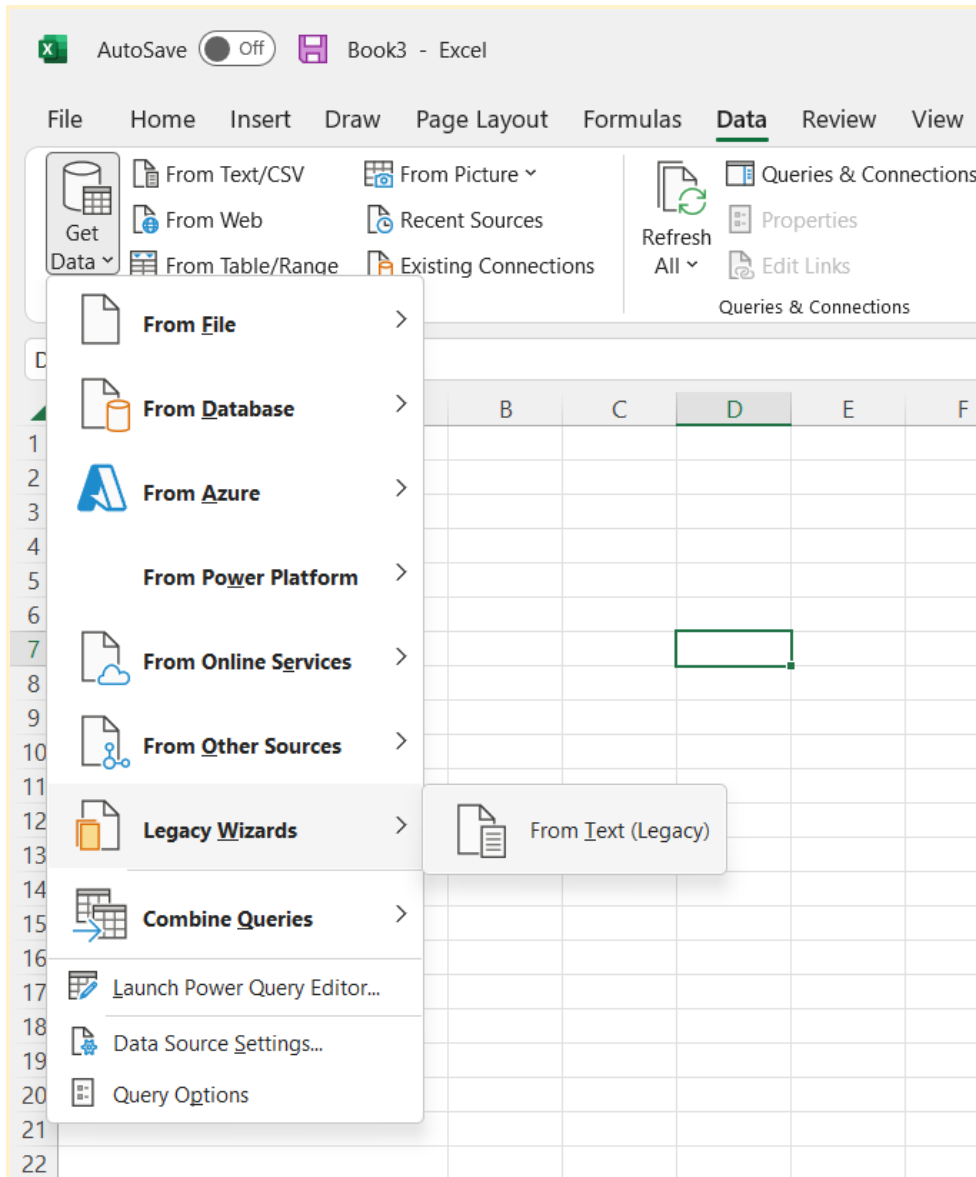 AutoSave Off Book3 - Excel
File Home Insert Draw Page Layout Formulas Data Review View
Get Data
From Text/CSV
From Web
From Table/Range
From Picture
Recent Sources
Existing Connections
Refresh All
Queries & Connections
Properties
Edit Links
Queries & Connections
From File
From Database
From Azure
From Power Platform
From Online Services
From Other Sources
Legacy Wizards
From Text (Legacy)
Combine Queries
Launch Power Query Editor...
Data Source Settings...
Query Options
B C D E F
1
2
3
4
5
6
7
8
9
10
11
12
13
14
15
16
17
18
19
20
21
22